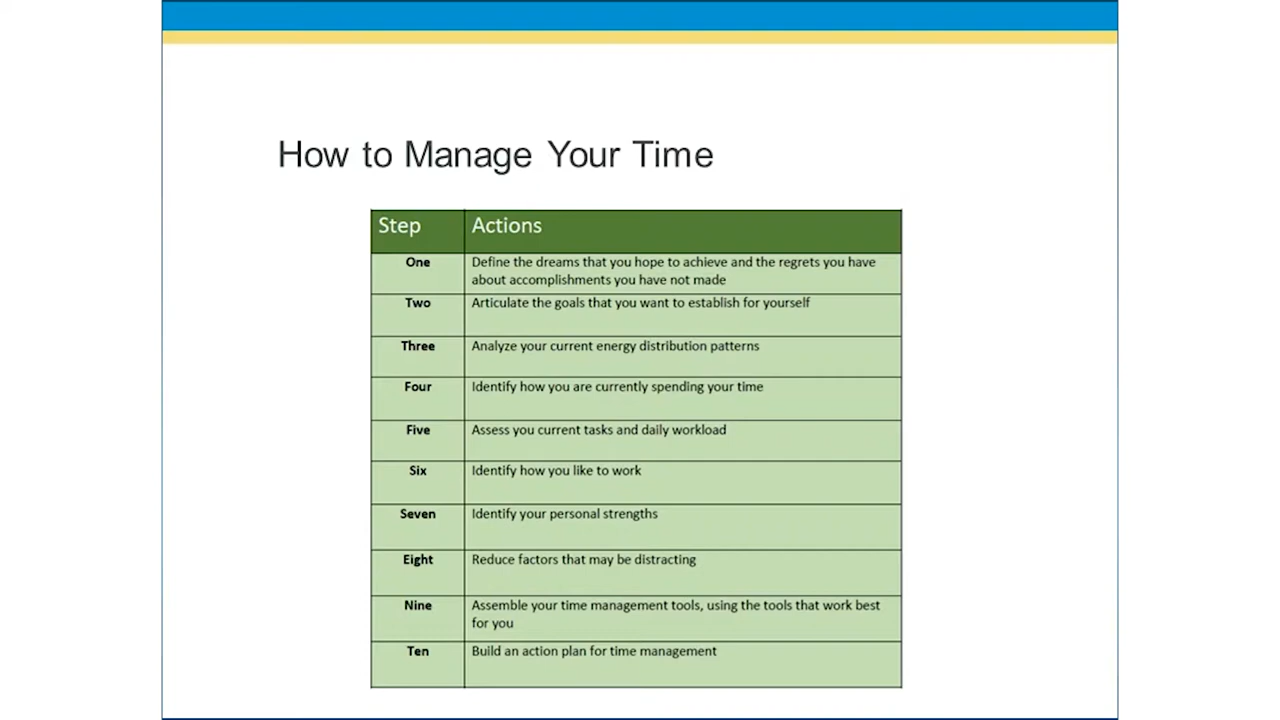 How to Manage Your Time
Step Actions
One Define the dreams that you hope to achieve and the regrets you have
about accomplishments you have not made
Two Articulate the goals that you want to establish for yourself
Three Analyze your current energy distribution patterns
Four Identify how you are currently spending your time
Five Assess you current tasks and daily workload
Six Identify how you like to work
Seven Identify your personal strengths
Eight Reduce factors that may be distracting
Nine Assemble your time management tools, using the tools that work best
for you
Ten Build an action plan for time management